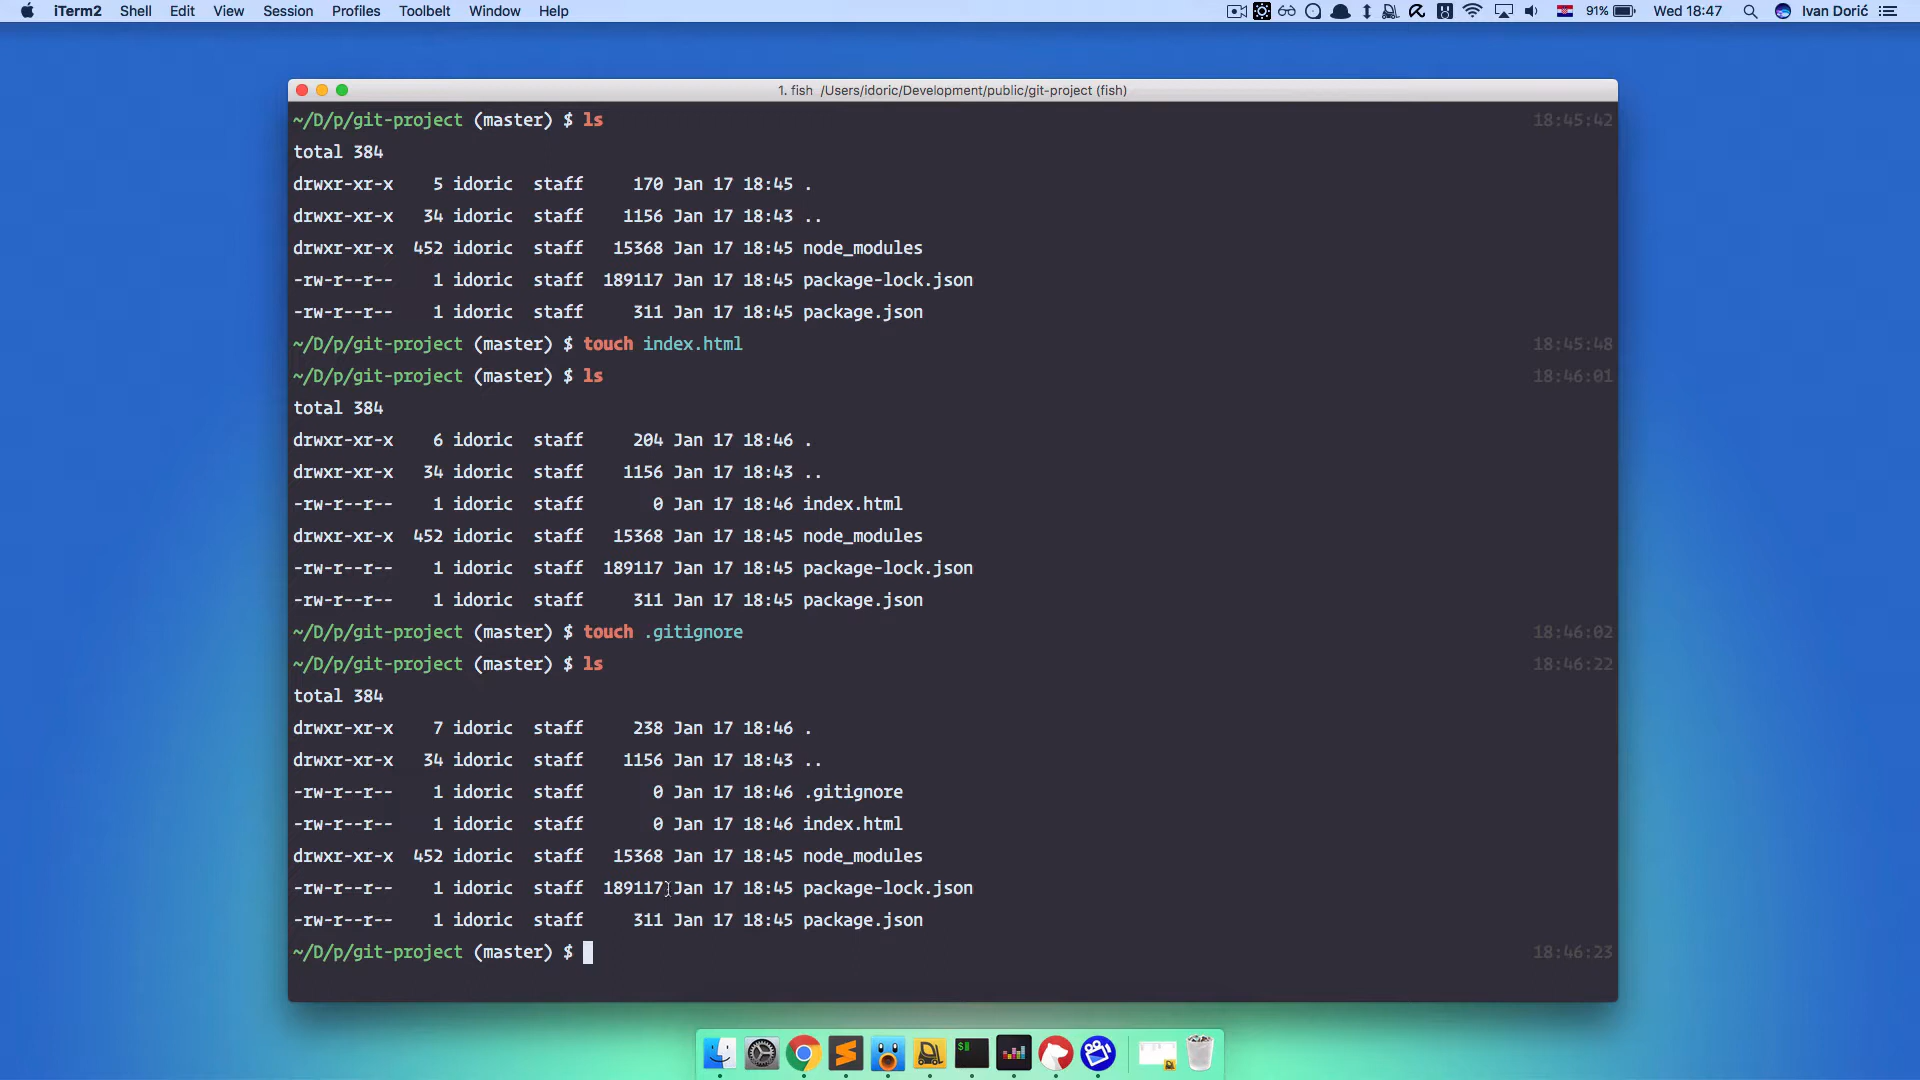 iTerm2 Shell Edit View Session Profiles Toolbelt Window Help 91% Wed 18:47 Ivan Dorić
1. fish /Users/idoric/Development/public/git-project (fish)
~/D/p/git-project (master) $ ls 18:45:42
total 384
drwxr-xr-x 5 idoric staff 170 Jan 17 18:45 .
drwxr-xr-x 34 idoric staff 1156 Jan 17 18:43 ..
drwxr-xr-x 452 idoric staff 15368 Jan 17 18:45 node_modules
-rw-r--r-- 1 idoric staff 189117 Jan 17 18:45 package-lock.json
-rw-r--r-- 1 idoric staff 311 Jan 17 18:45 package.json
~/D/p/git-project (master) $ touch index.html 18:45:48
~/D/p/git-project (master) $ ls 18:46:01
total 384
drwxr-xr-x 6 idoric staff 204 Jan 17 18:46 .
drwxr-xr-x 34 idoric staff 1156 Jan 17 18:43 ..
-rw-r--r-- 1 idoric staff 0 Jan 17 18:46 index.html
drwxr-xr-x 452 idoric staff 15368 Jan 17 18:45 node_modules
-rw-r--r-- 1 idoric staff 189117 Jan 17 18:45 package-lock.json
-rw-r--r-- 1 idoric staff 311 Jan 17 18:45 package.json
~/D/p/git-project (master) $ touch .gitignore 18:46:02
~/D/p/git-project (master) $ ls 18:46:22
total 384
drwxr-xr-x 7 idoric staff 238 Jan 17 18:46 .
drwxr-xr-x 34 idoric staff 1156 Jan 17 18:43 ..
-rw-r--r-- 1 idoric staff 0 Jan 17 18:46 .gitignore
-rw-r--r-- 1 idoric staff 0 Jan 17 18:46 index.html
drwxr-xr-x 452 idoric staff 15368 Jan 17 18:45 node_modules
-rw-r--r-- 1 idoric staff 189117 Jan 17 18:45 package-lock.json
-rw-r--r-- 1 idoric staff 311 Jan 17 18:45 package.json
~/D/p/git-project (master) $ 18:46:23